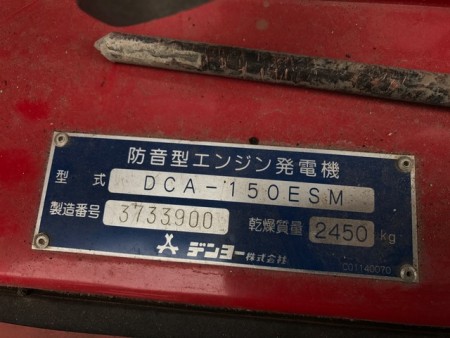 防音型エンジン発電機
型式 DCA-150ESM
製造番号 3733900 乾燥質量 2450 kg
デンヨー株式会社
C01140070